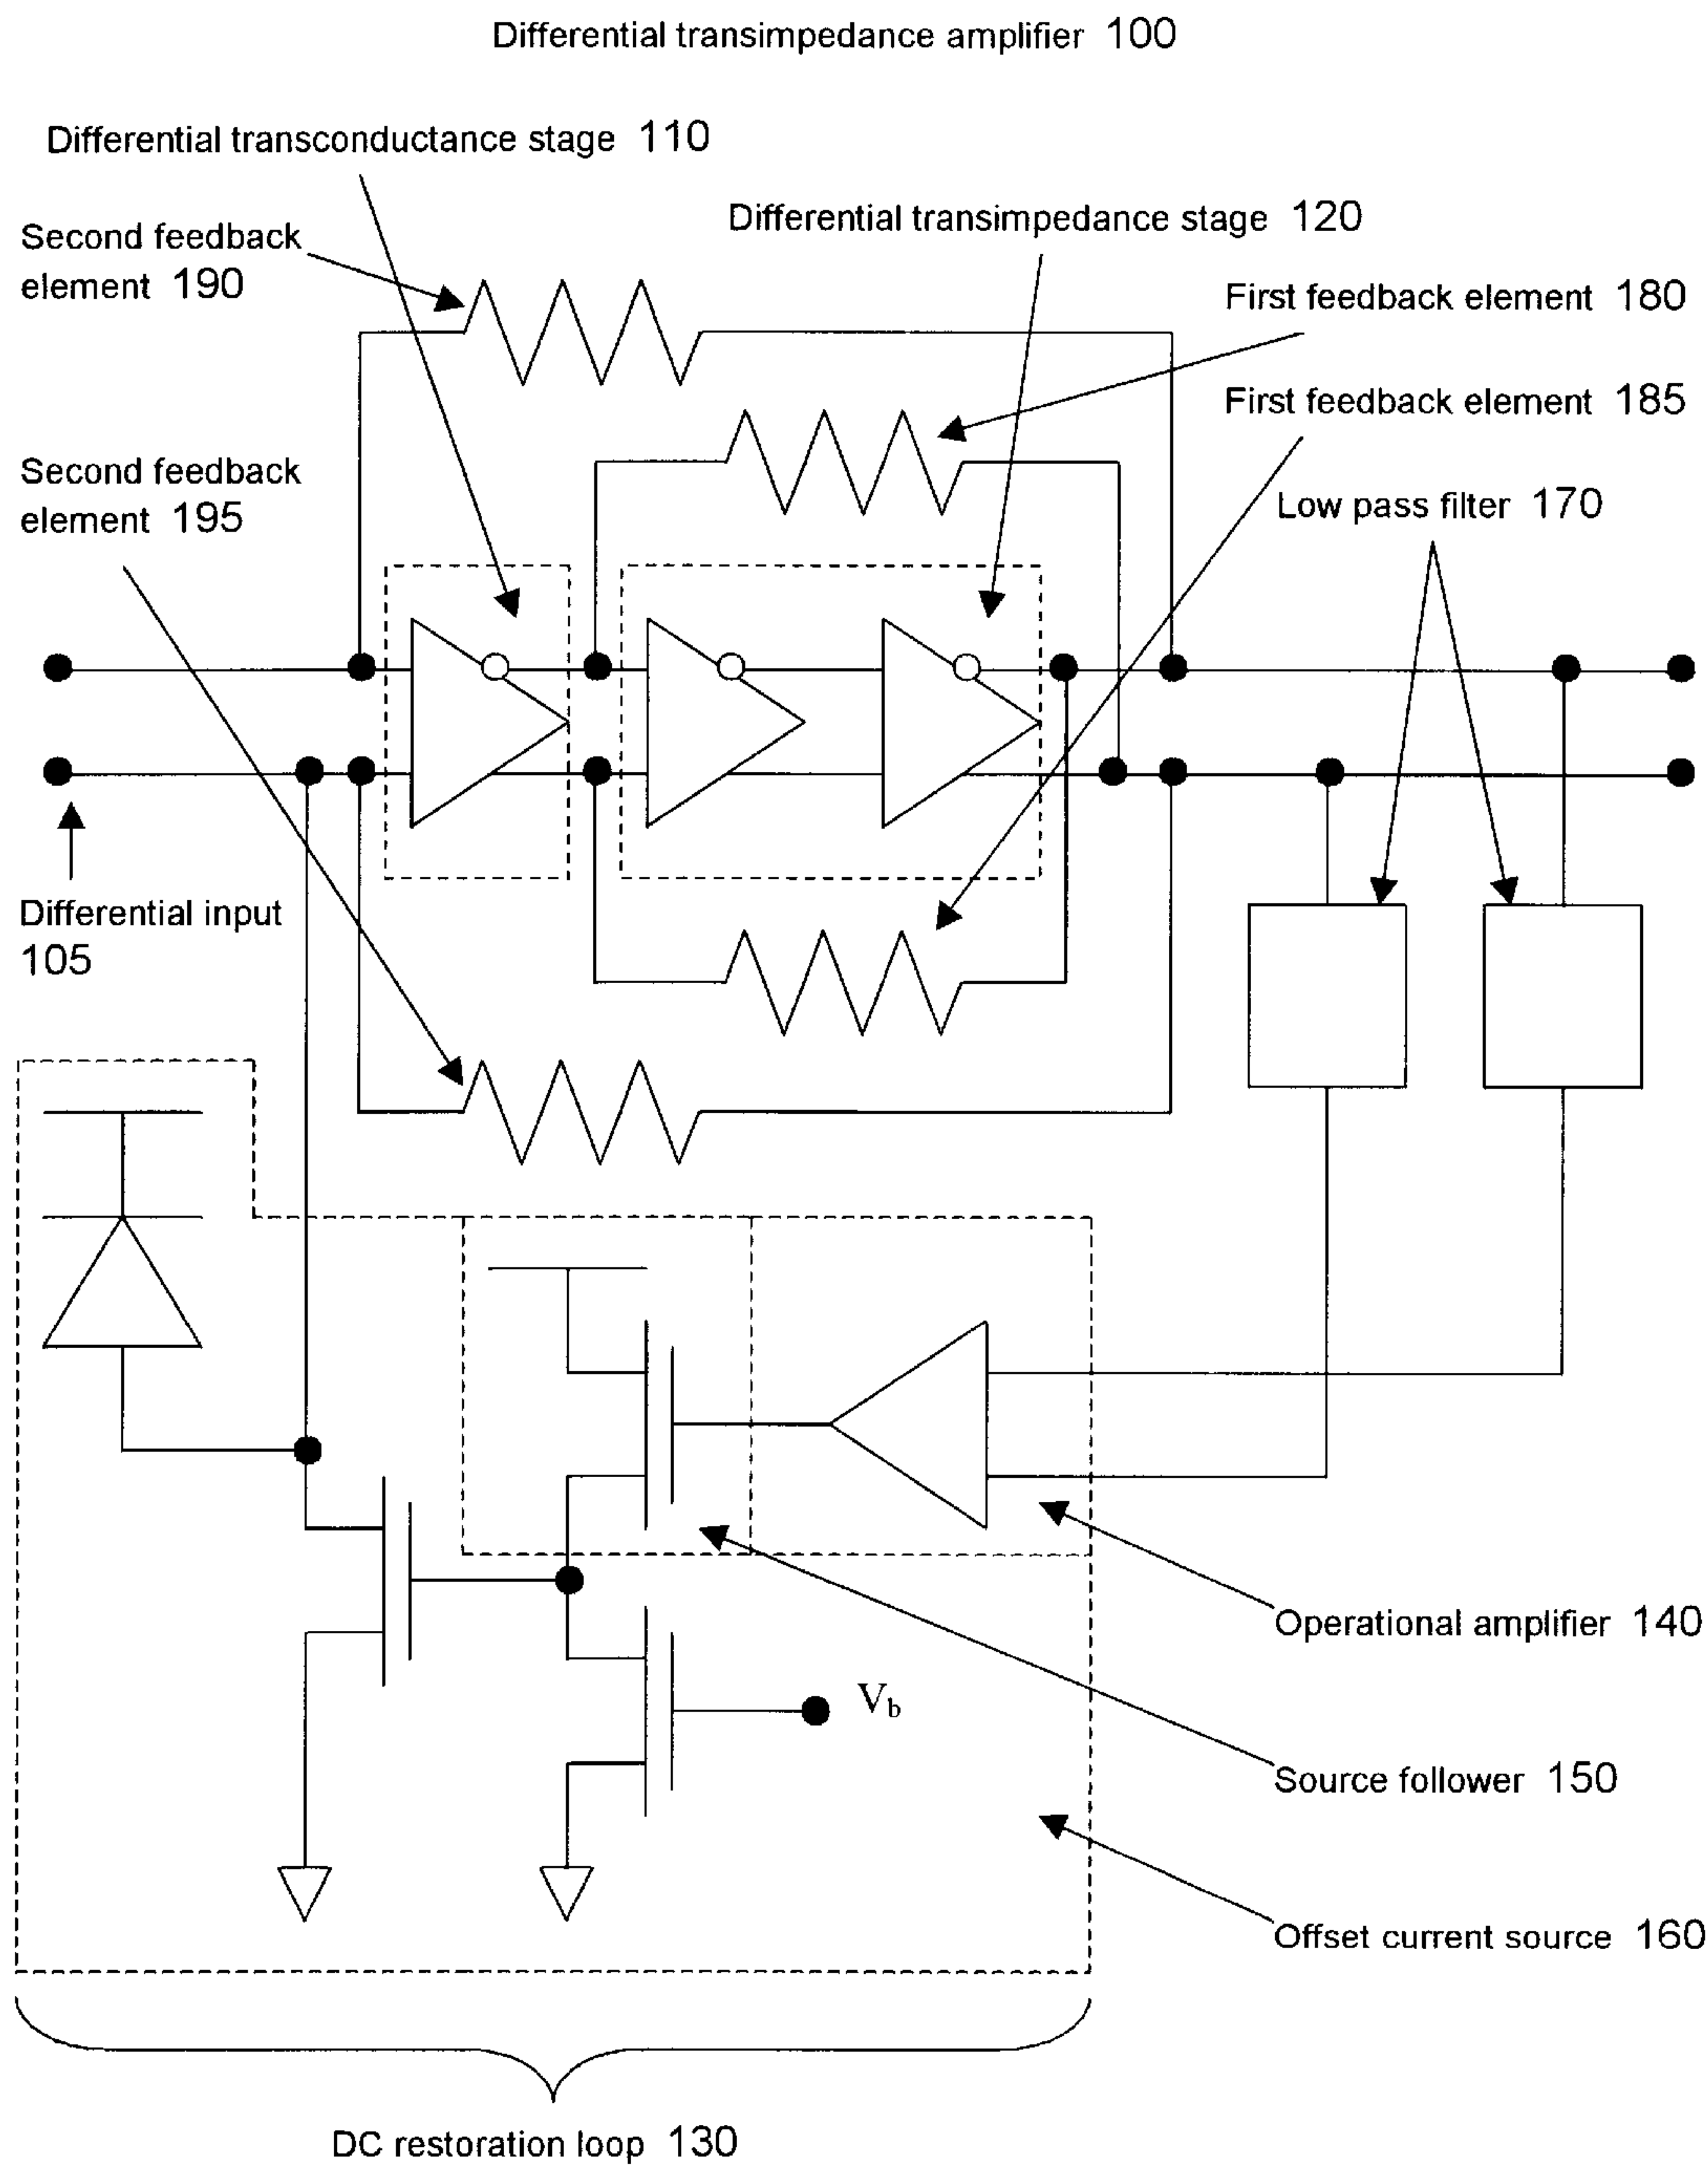 Differential transimpedance amplifier 100
Differential transconductance stage 110
Differential transimpedance stage 120
Second feedback
element 190
First feedback element 180
First feedback element 185
Second feedback
element 195
Low pass filter 170
Differential input
105
Operational amplifier 140
Vb
Source follower 150
Offset current source 160
DC restoration loop 130